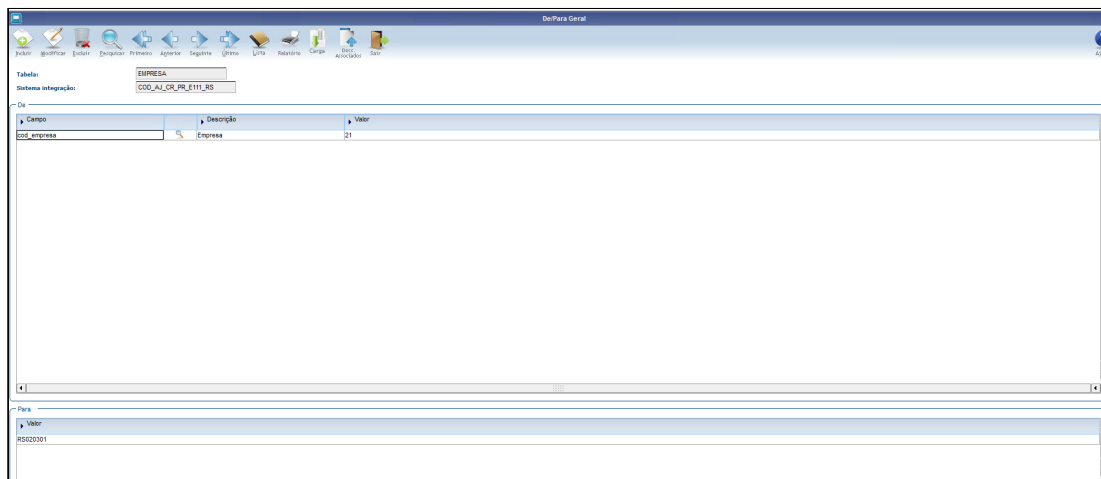 De/Para Geral
Incluir Modificar Excluir Pesquisar Primeiro Anterior Seguinte Último Lista Relatório Carga Docs. Associados Sair
Tabela: EMPRESA
Sistema integração: COD_AJ_CR_PR_E111_RS
De
Campo Descrição Valor
cod_empresa Empresa 21
Para
Valor
RS020301